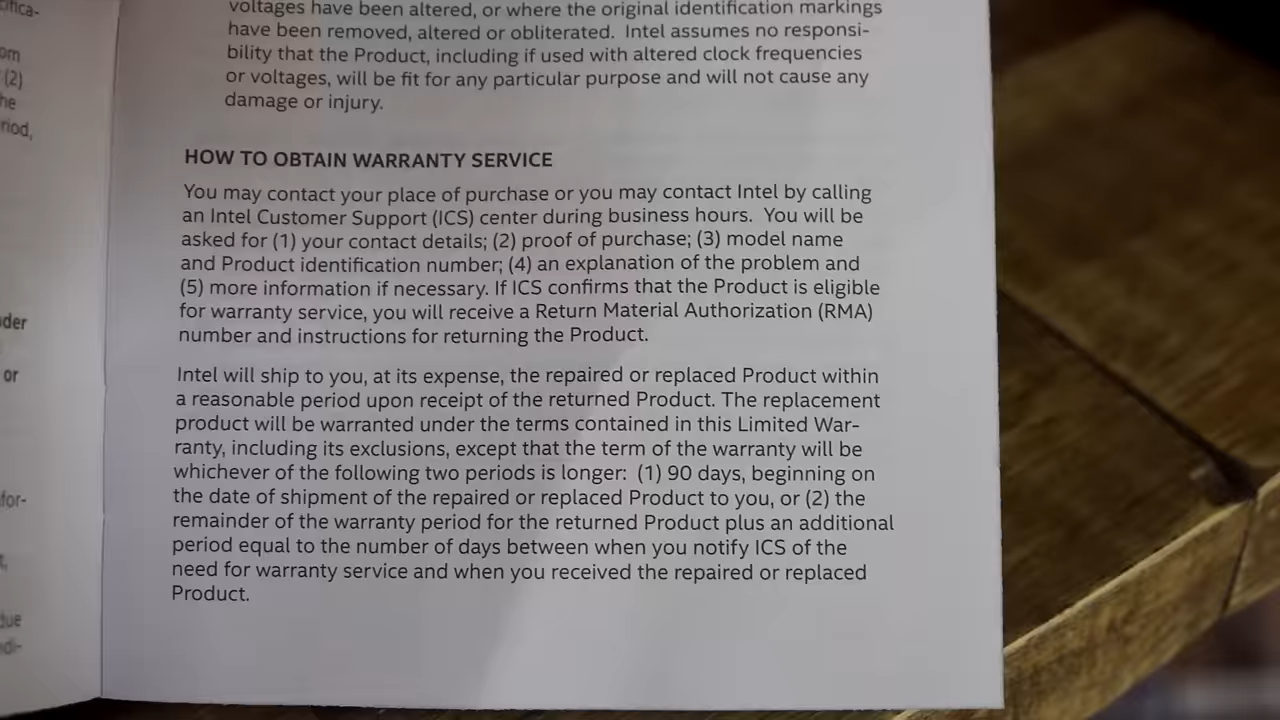 ifica-
om
(2)
he
riod,
der
or
for-
due
di-
voltages have been altered, or where the original identification markings
have been removed, altered or obliterated.  Intel assumes no responsi-
bility that the Product, including if used with altered clock frequencies
or voltages, will be fit for any particular purpose and will not cause any
damage or injury.
HOW TO OBTAIN WARRANTY SERVICE
You may contact your place of purchase or you may contact Intel by calling
an Intel Customer Support (ICS) center during business hours.  You will be
asked for (1) your contact details; (2) proof of purchase; (3) model name
and Product identification number; (4) an explanation of the problem and
(5) more information if necessary. If ICS confirms that the Product is eligible
for warranty service, you will receive a Return Material Authorization (RMA)
number and instructions for returning the Product.
Intel will ship to you, at its expense, the repaired or replaced Product within
a reasonable period upon receipt of the returned Product. The replacement
product will be warranted under the terms contained in this Limited War-
ranty, including its exclusions, except that the term of the warranty will be
whichever of the following two periods is longer:  (1) 90 days, beginning on
the date of shipment of the repaired or replaced Product to you, or (2) the
remainder of the warranty period for the returned Product plus an additional
period equal to the number of days between when you notify ICS of the
need for warranty service and when you received the repaired or replaced
Product.